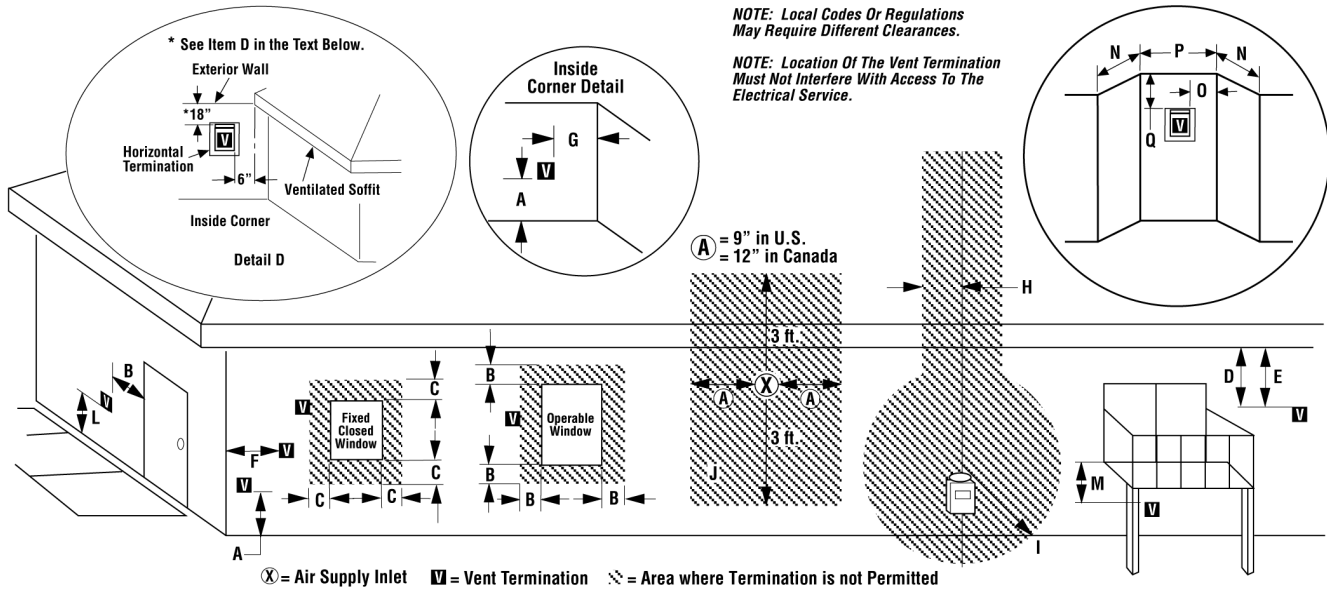 NOTE: Local Codes Or Regulations
May Require Different Clearances.
NOTE: Location Of The Vent Termination
Must Not Interfere With Access To The
Electrical Service.
* See Item D in the Text Below.
Exterior Wall
*18"
V
Horizontal
Termination
6"
Ventilated Soffit
Inside Corner
Detail D
Inside
Corner Detail
G
V
A
N
P
N
O
Q
V
A = 9" in U.S.
= 12" in Canada
H
3 ft.
A
X
A
3 ft.
J
I
B
V
L
F
V
V
A
V
Fixed
Closed
Window
C
C
C
C
B
V
Operable
Window
B
B
B
D
E
V
M
V
X = Air Supply Inlet
V = Vent Termination
= Area where Termination is not Permitted